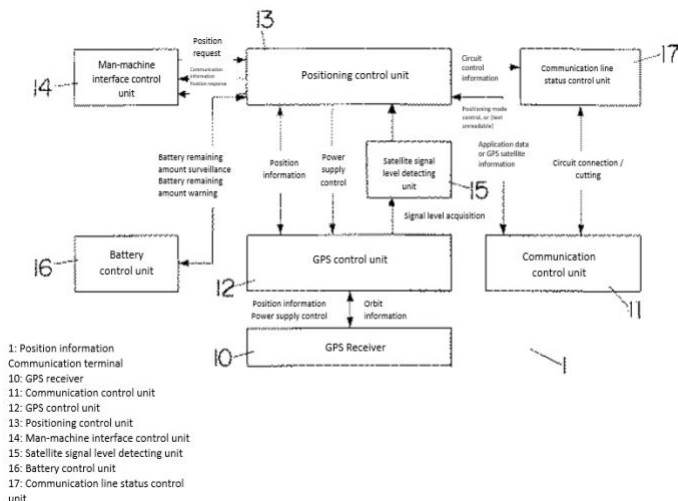 13
17
14
Position
request
Man-machine
interface control
unit
Communication
information
Position response
Positioning control unit
Circuit
control
information
Communication line
status control unit
Positioning mode
control, or (text
unreadable)
Battery remaining
amount surveillance
Battery remaining
amount warning
Position
information
Power
supply
control
Satellite signal
level detecting
unit
15
Application data
or GPS satellite
information
Circuit connection /
cutting
Signal level acquisition
16
Battery
control unit
12
GPS control unit
Communication
control unit
11
Position information
Power supply control
Orbit
information
10
GPS Receiver
1
1: Position information
Communication terminal
10: GPS receiver
11: Communication control unit
12: GPS control unit
13: Positioning control unit
14: Man-machine interface control unit
15: Satellite signal level detecting unit
16: Battery control unit
17: Communication line status control
unit